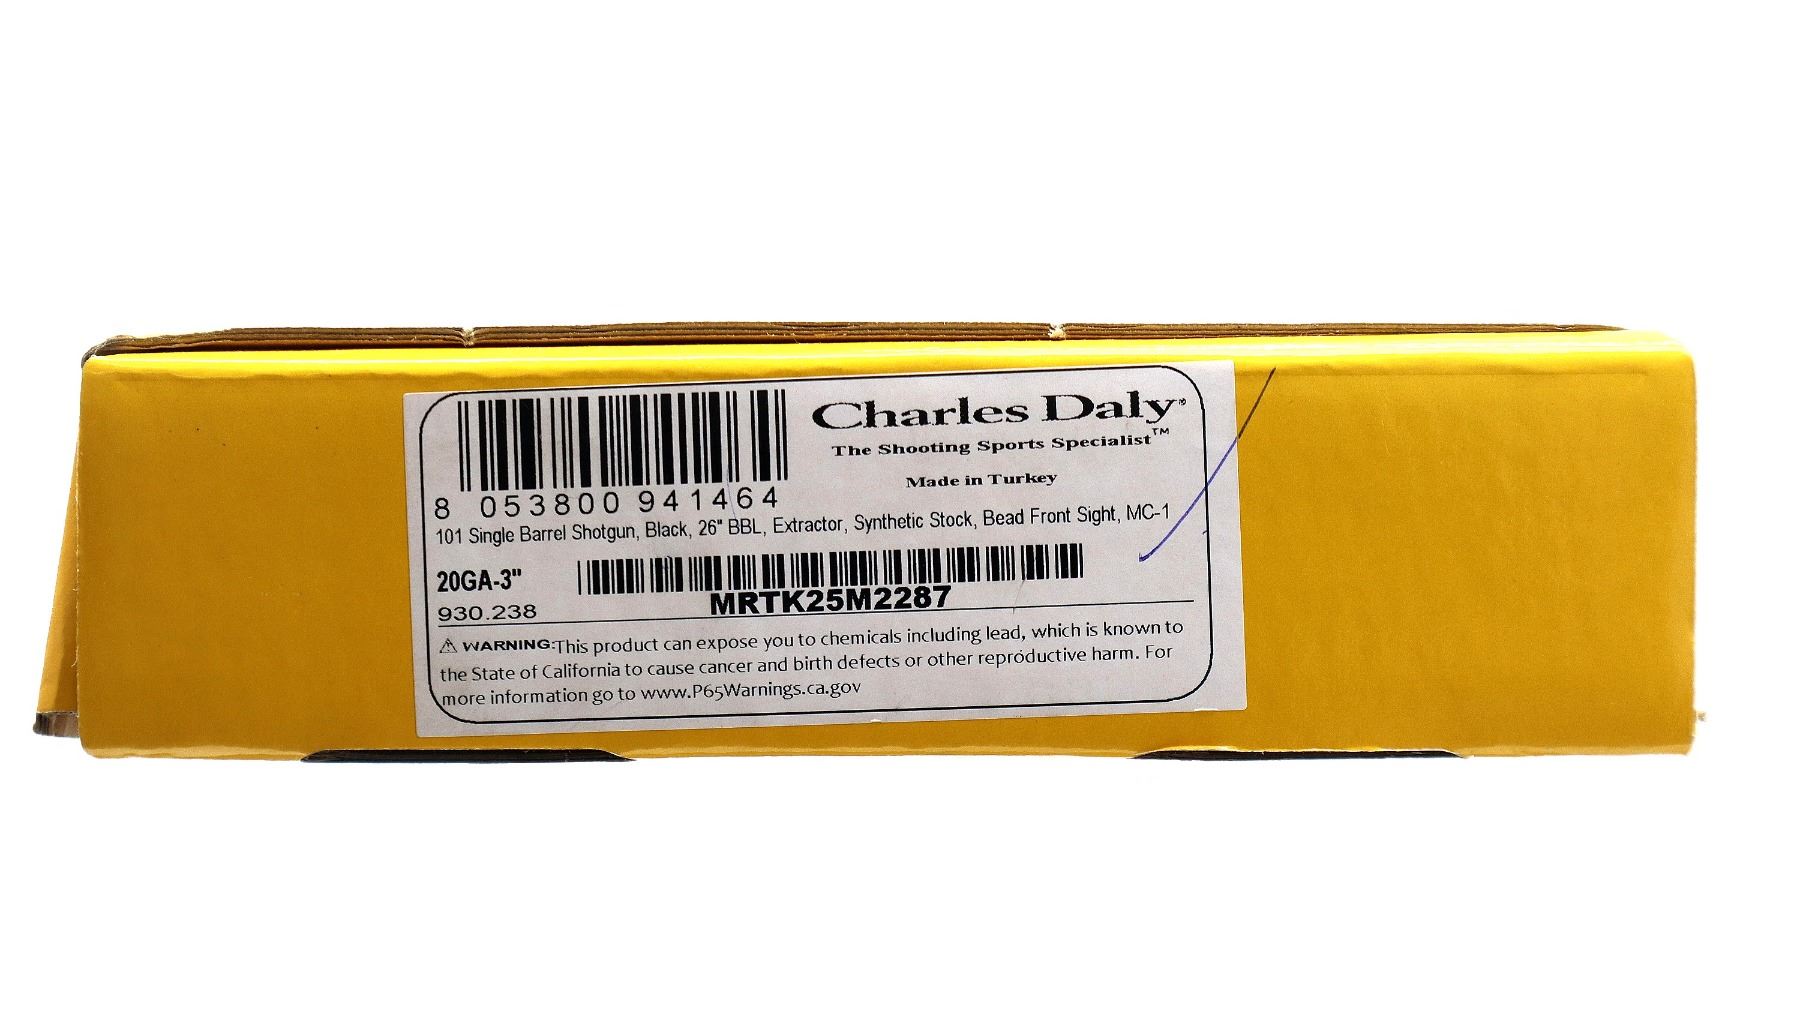 Charles Daly®
The Shooting Sports Specialist™
Made in Turkey
8 053800 941464
101 Single Barrel Shotgun, Black, 26" BBL, Extractor, Synthetic Stock, Bead Front Sight, MC-1
20GA-3"
MRTK25M2287
930.238
⚠ WARNING:This product can expose you to chemicals including lead, which is known to
the State of California to cause cancer and birth defects or other reproductive harm. For
more information go to www.P65Warnings.ca.gov